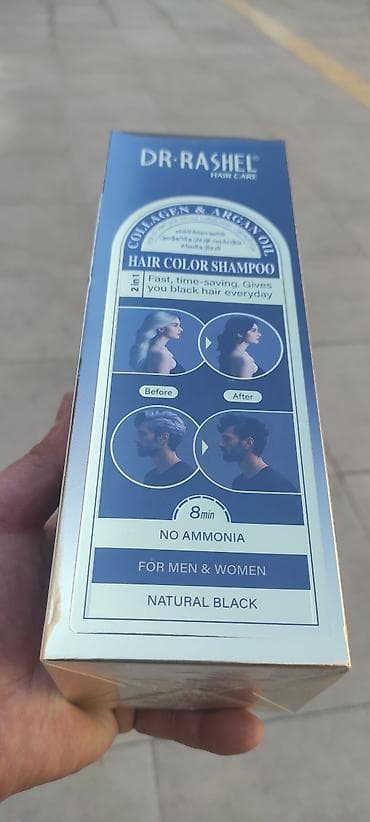 DR·RASHEL®
HAIR CARE
COLLAGEN & ARGAN OIL
HAIR COLOR SHAMPOO
2 in 1
Fast, time-saving. Gives
you black hair everyday
Before
After
8min
NO AMMONIA
FOR MEN & WOMEN
NATURAL BLACK